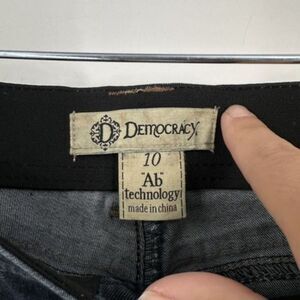 D DEMOCRACY
10
"Ab"
technology
made in china